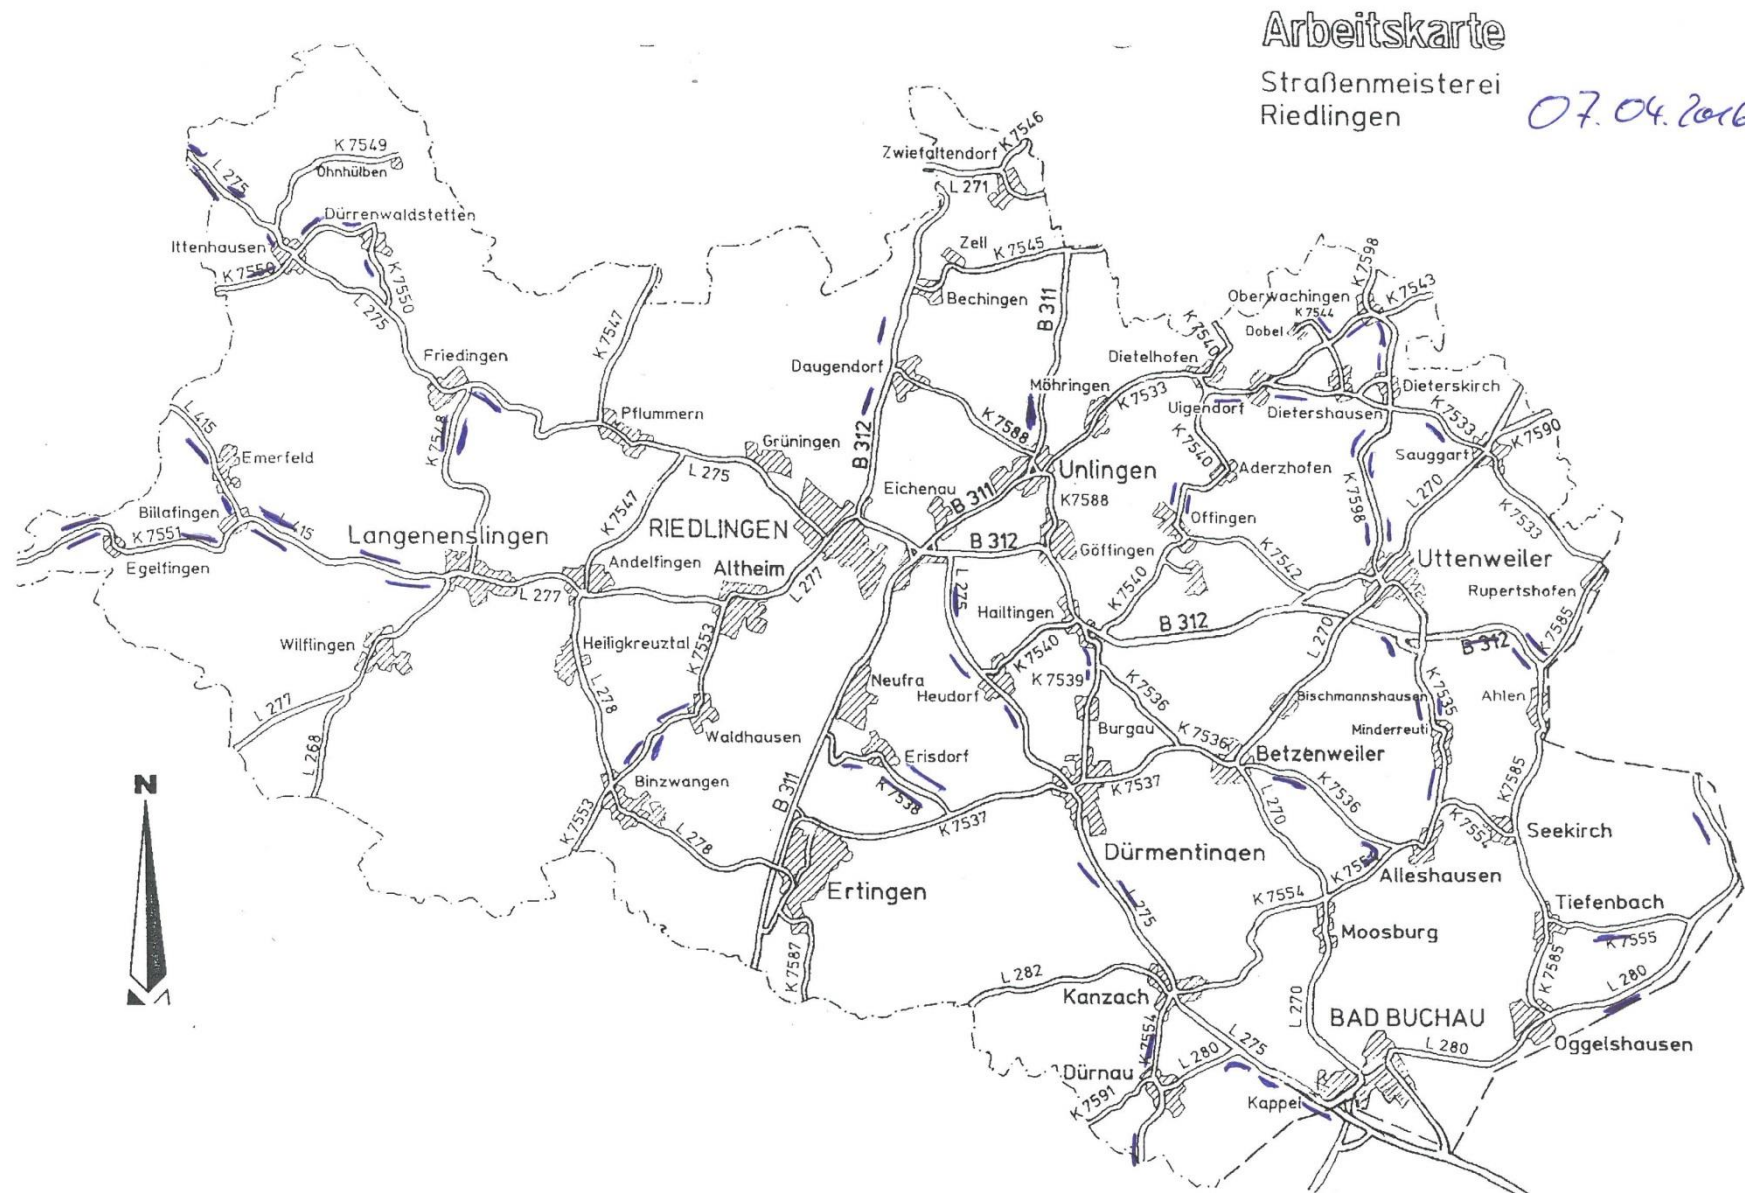 Arbeitskarte
Straßenmeisterei
Riedlingen
07.04.2016
K 7546
Zwiefaltendorf
L 271
K 7549
Ohnhülben
L 275
Dürrenwaldstetten
Ittenhausen
K 7550
K 7550
L 275
Zell
K 7545
Bechingen
B 311
K 7598
Oberwachingen
K 7543
K 7544
Dobel
K 7547
Friedingen
Daugendorf
Dietelhofen
K 7540
Möhringen
K 7533
Uigendorf
Dietershausen
Dieterskirch
L 415
K 7548
Pflummern
Grüningen
B 312
K 7588
K 7533
K 7590
Sauggart
Emerfeld
L 275
Unlingen
K 7540
Aderzhofen
L 270
Eichenau
B 311
K 7588
Billafingen
K 7551
L 415
K 7547
Langenenslingen
RIEDLINGEN
Offingen
K 7598
K 7533
Egelfingen
Andelfingen
Altheim
B 312
Göffingen
K 7542
Uttenweiler
L 277
L 277
L 275
Hailtingen
K 7540
Rupertshofen
Wilflingen
Heiligkreuztal
K 7553
K 7540
B 312
L 270
B 312
K 7585
Neufra
Heudorf
K 7539
K 7536
Bischmannshausen
K 7535
Ahlen
L 277
L 278
L 268
Waldhausen
Erisdorf
Burgau
K 7536
Betzenweiler
Minderreuti
Binzwangen
B 311
K 7538
K 7537
K 7536
K 7585
K 7553
L 278
K 7537
L 270
Seekirch
N
Dürmentingen
Alleshausen
Ertingen
L 275
K 7554
Tiefenbach
Moosburg
K 7555
K 7587
L 282
Kanzach
L 270
K 7585
L 280
BAD BUCHAU
K 7554
L 280
L 275
L 280
Oggelshausen
Dürnau
K 7591
Kappel